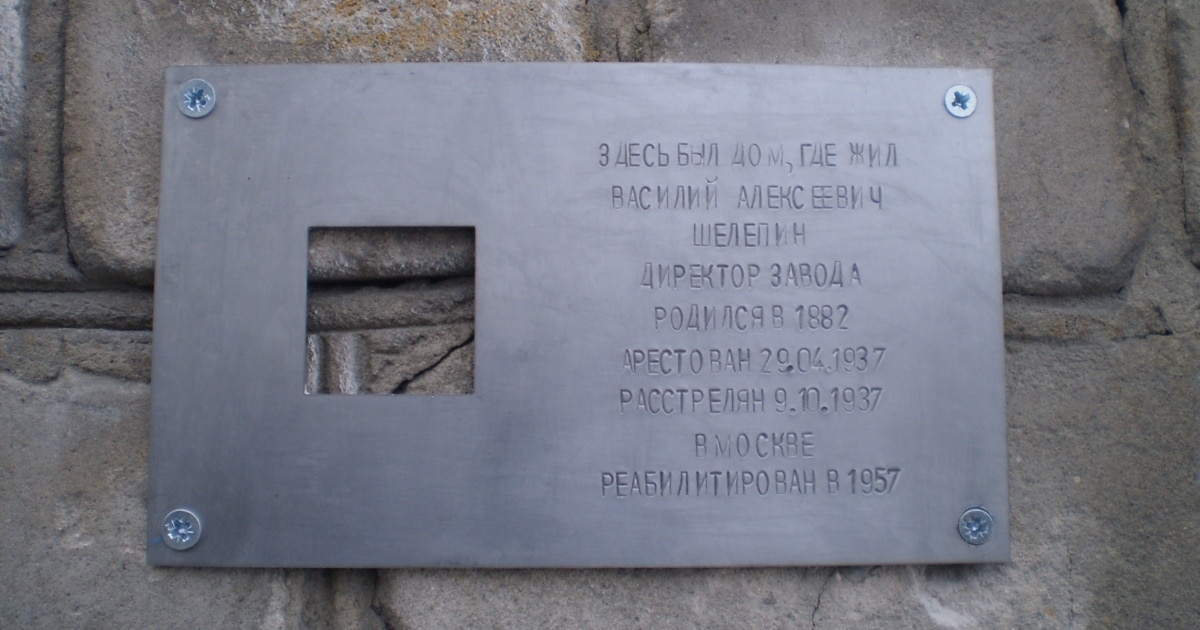 ЗДЕСЬ БЫЛ ДОМ, ГДЕ ЖИЛ
ВАСИЛИЙ АЛЕКСЕЕВИЧ
ШЕЛЕПИН
ДИРЕКТОР ЗАВОДА
РОДИЛСЯ В 1882
АРЕСТОВАН 29.04.1937
РАССТРЕЛЯН 9.10.1937
В МОСКВЕ
РЕАБИЛИТИРОВАН В 1957